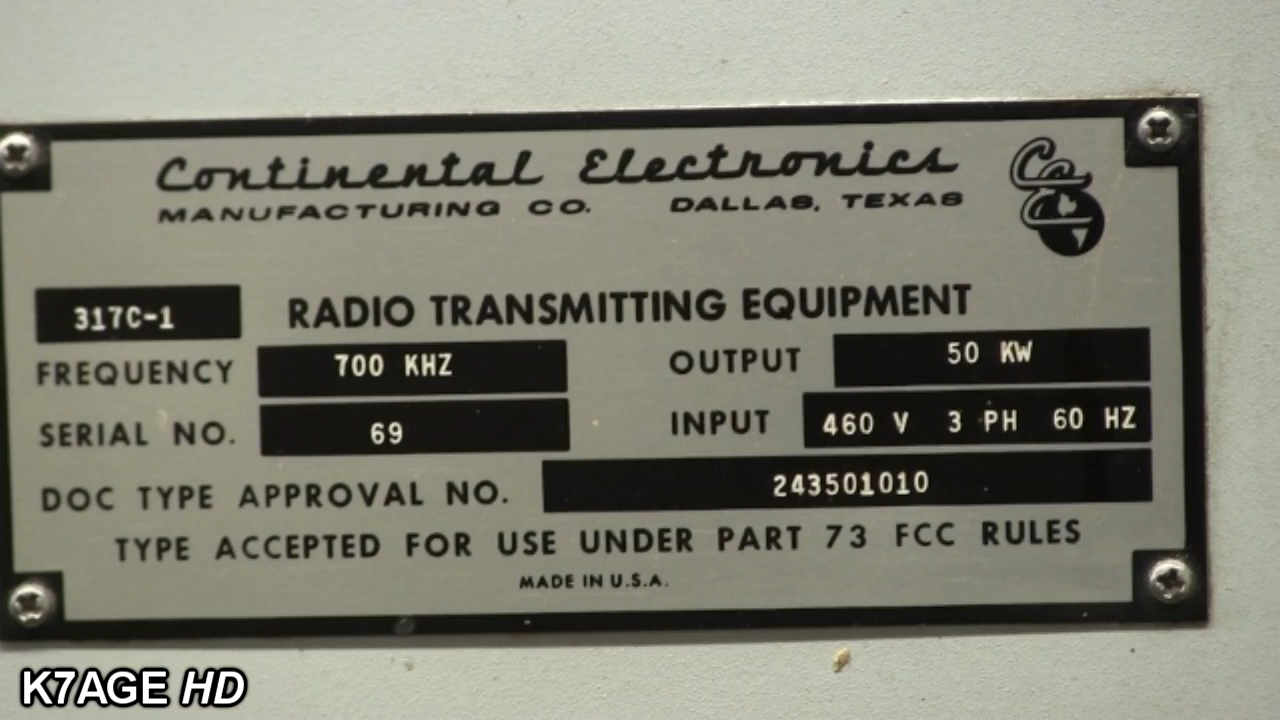 Continental Electronics
MANUFACTURING CO. DALLAS, TEXAS
317C-1 RADIO TRANSMITTING EQUIPMENT
FREQUENCY 700 KHZ OUTPUT 50 KW
SERIAL NO. 69 INPUT 460 V 3 PH 60 HZ
DOC TYPE APPROVAL NO. 243501010
TYPE ACCEPTED FOR USE UNDER PART 73 FCC RULES
MADE IN U.S.A.
K7AGE HD